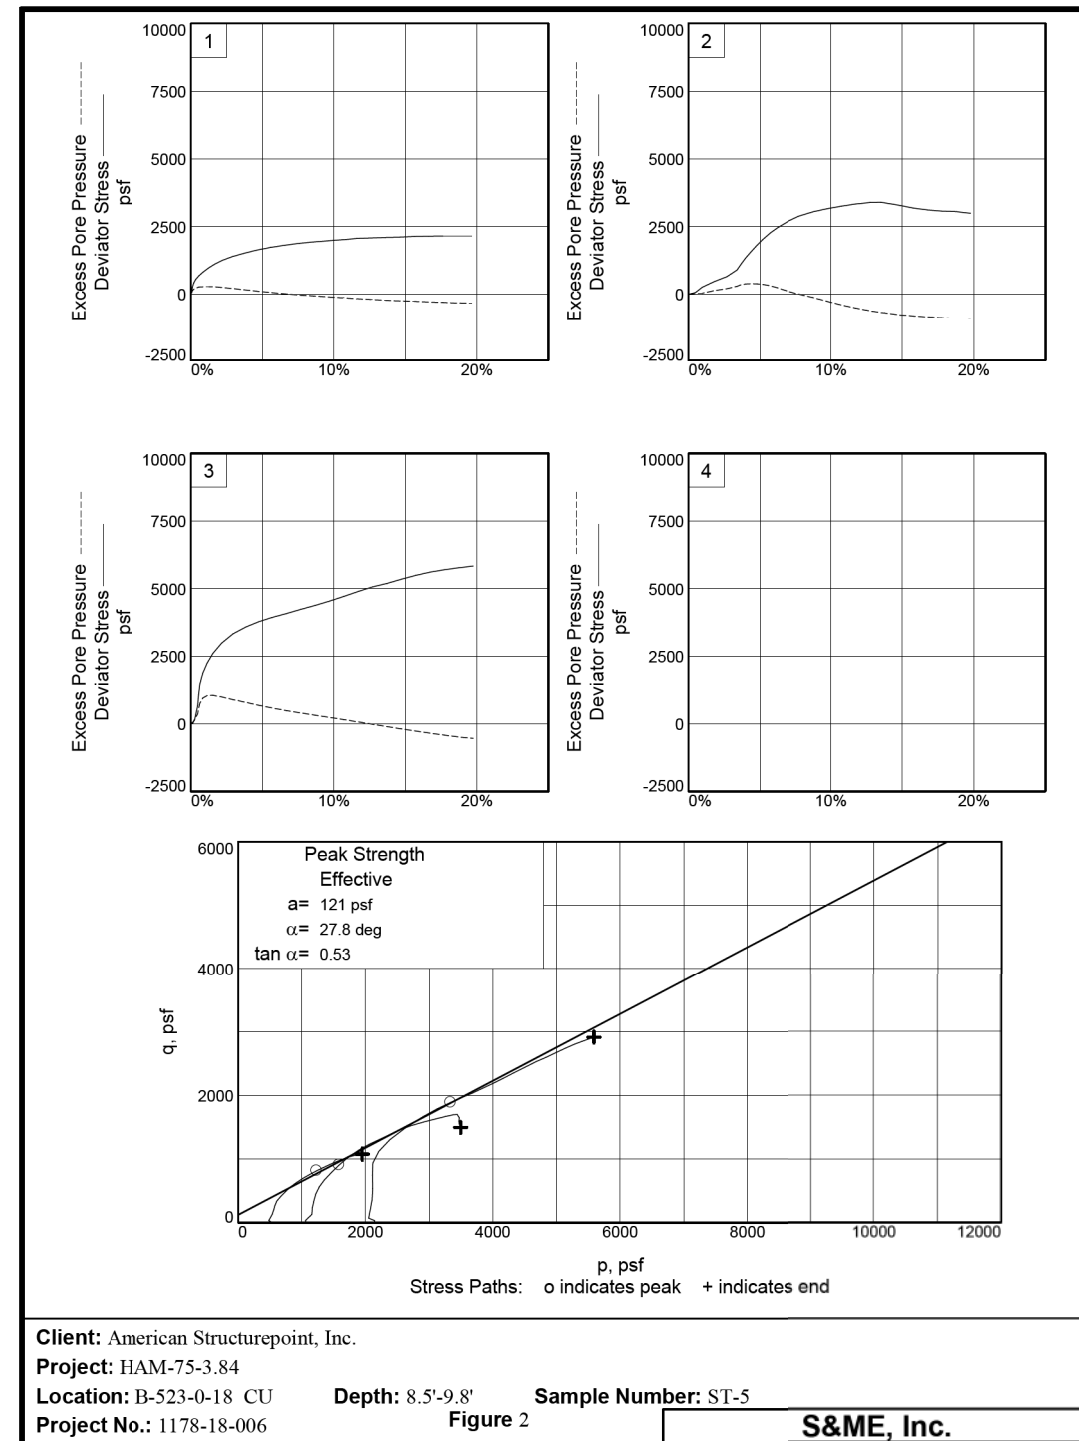 1
10000
7500
5000
2500
0
-2500
0% 10% 20%
Excess Pore Pressure
Deviator Stress
psf
2
10000
7500
5000
2500
0
-2500
0% 10% 20%
Excess Pore Pressure
Deviator Stress
psf
3
10000
7500
5000
2500
0
-2500
0% 10% 20%
Excess Pore Pressure
Deviator Stress
psf
4
10000
7500
5000
2500
0
-2500
0% 10% 20%
Excess Pore Pressure
Deviator Stress
psf
Peak Strength
Effective
a= 121 psf
α= 27.8 deg
tan α= 0.53
6000
4000
2000
0
q, psf
0 2000 4000 6000 8000 10000 12000
p, psf
Stress Paths: o indicates peak + indicates end
Client: American Structurepoint, Inc.
Project: HAM-75-3.84
Location: B-523-0-18 CU Depth: 8.5'-9.8' Sample Number: ST-5
Project No.: 1178-18-006 Figure 2
S&ME, Inc.